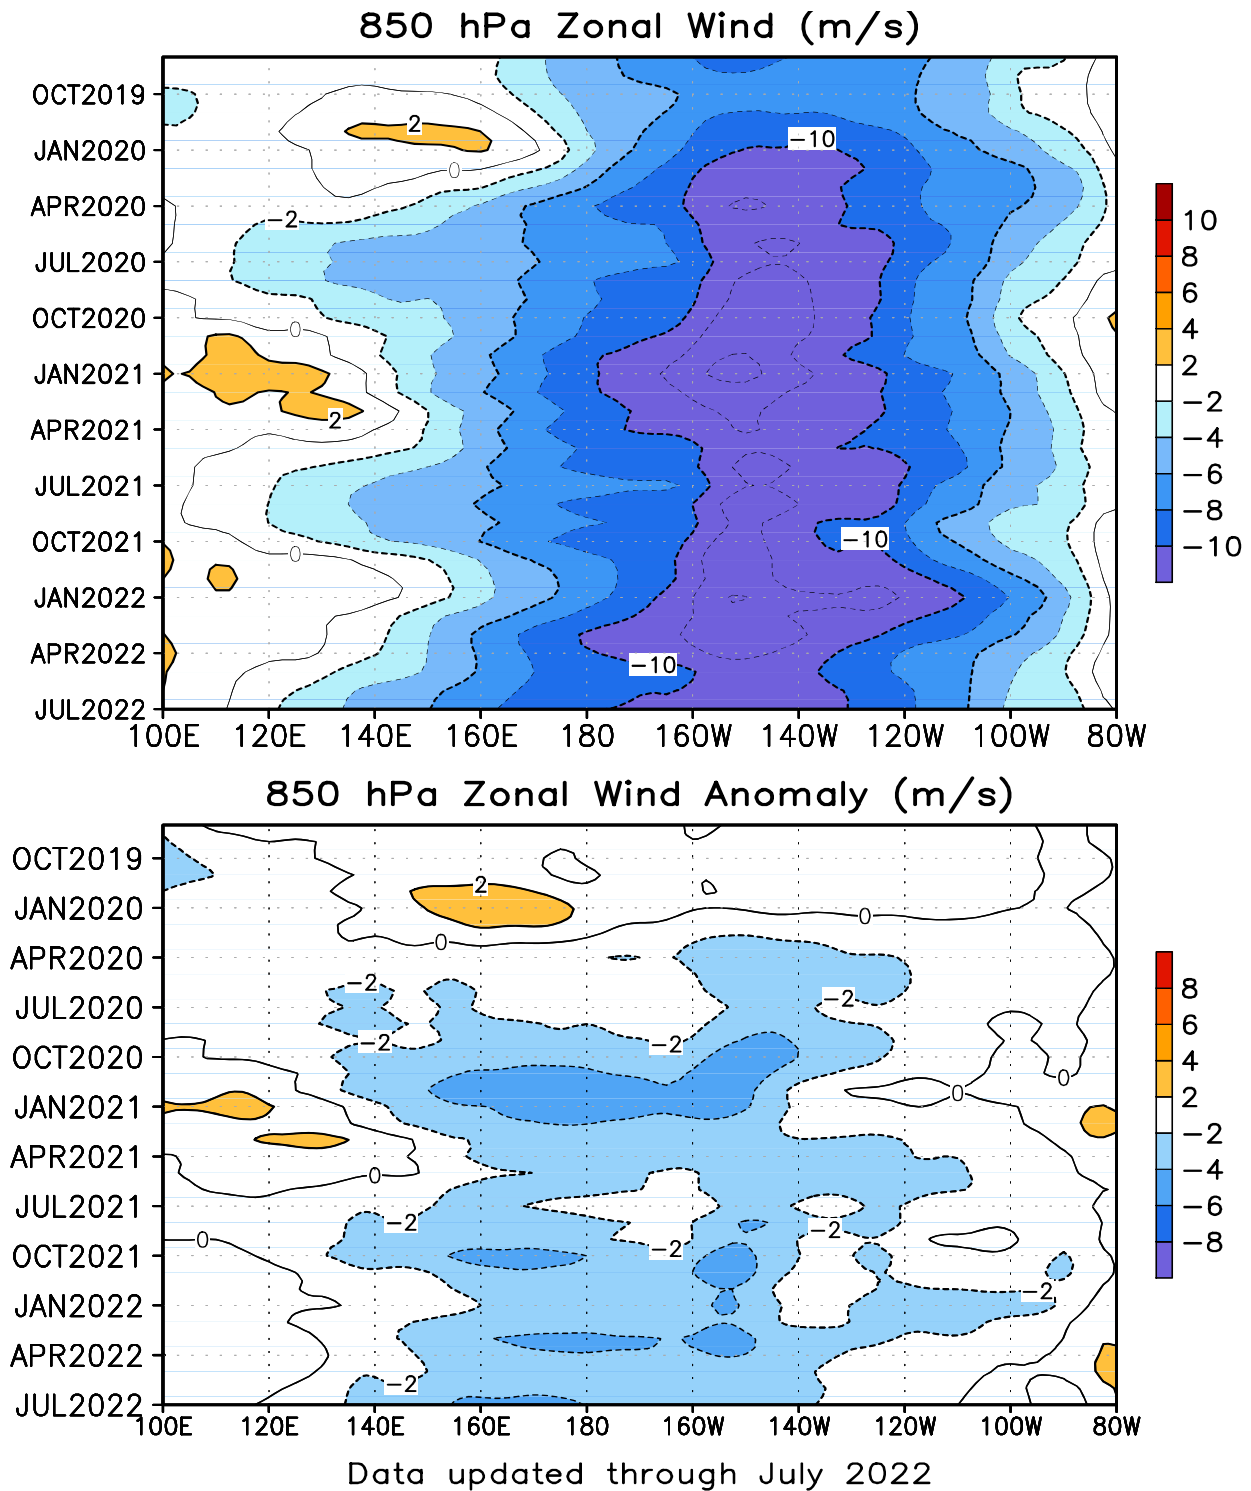 850 hPa Zonal Wind (m/s)
OCT2019
JAN2020
APR2020
JUL2020
OCT2020
JAN2021
APR2021
JUL2021
OCT2021
JAN2022
APR2022
JUL2022
2
-10
0
-2
0
2
-10
0
-10
100E 120E 140E 160E 180 160W 140W 120W 100W 80W
10
8
6
4
2
-2
-4
-6
-8
-10
850 hPa Zonal Wind Anomaly (m/s)
OCT2019
JAN2020
APR2020
JUL2020
OCT2020
JAN2021
APR2021
JUL2021
OCT2021
JAN2022
APR2022
JUL2022
2
0
0
-2
-2
-2
-2
0
0
0
-2
-2
0
-2
-2
-2
100E 120E 140E 160E 180 160W 140W 120W 100W 80W
8
6
4
2
-2
-4
-6
-8
Data updated through July 2022